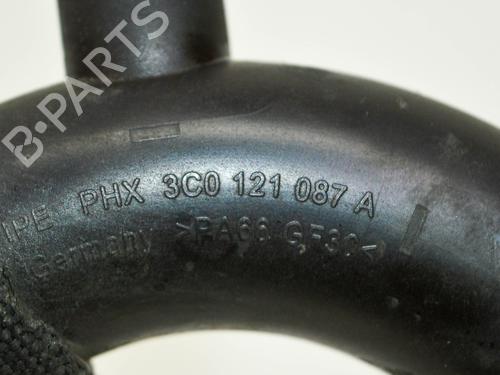 B-PARTS
IPE PHX 3C0 121 087 A
Germany >PA66 GF30<